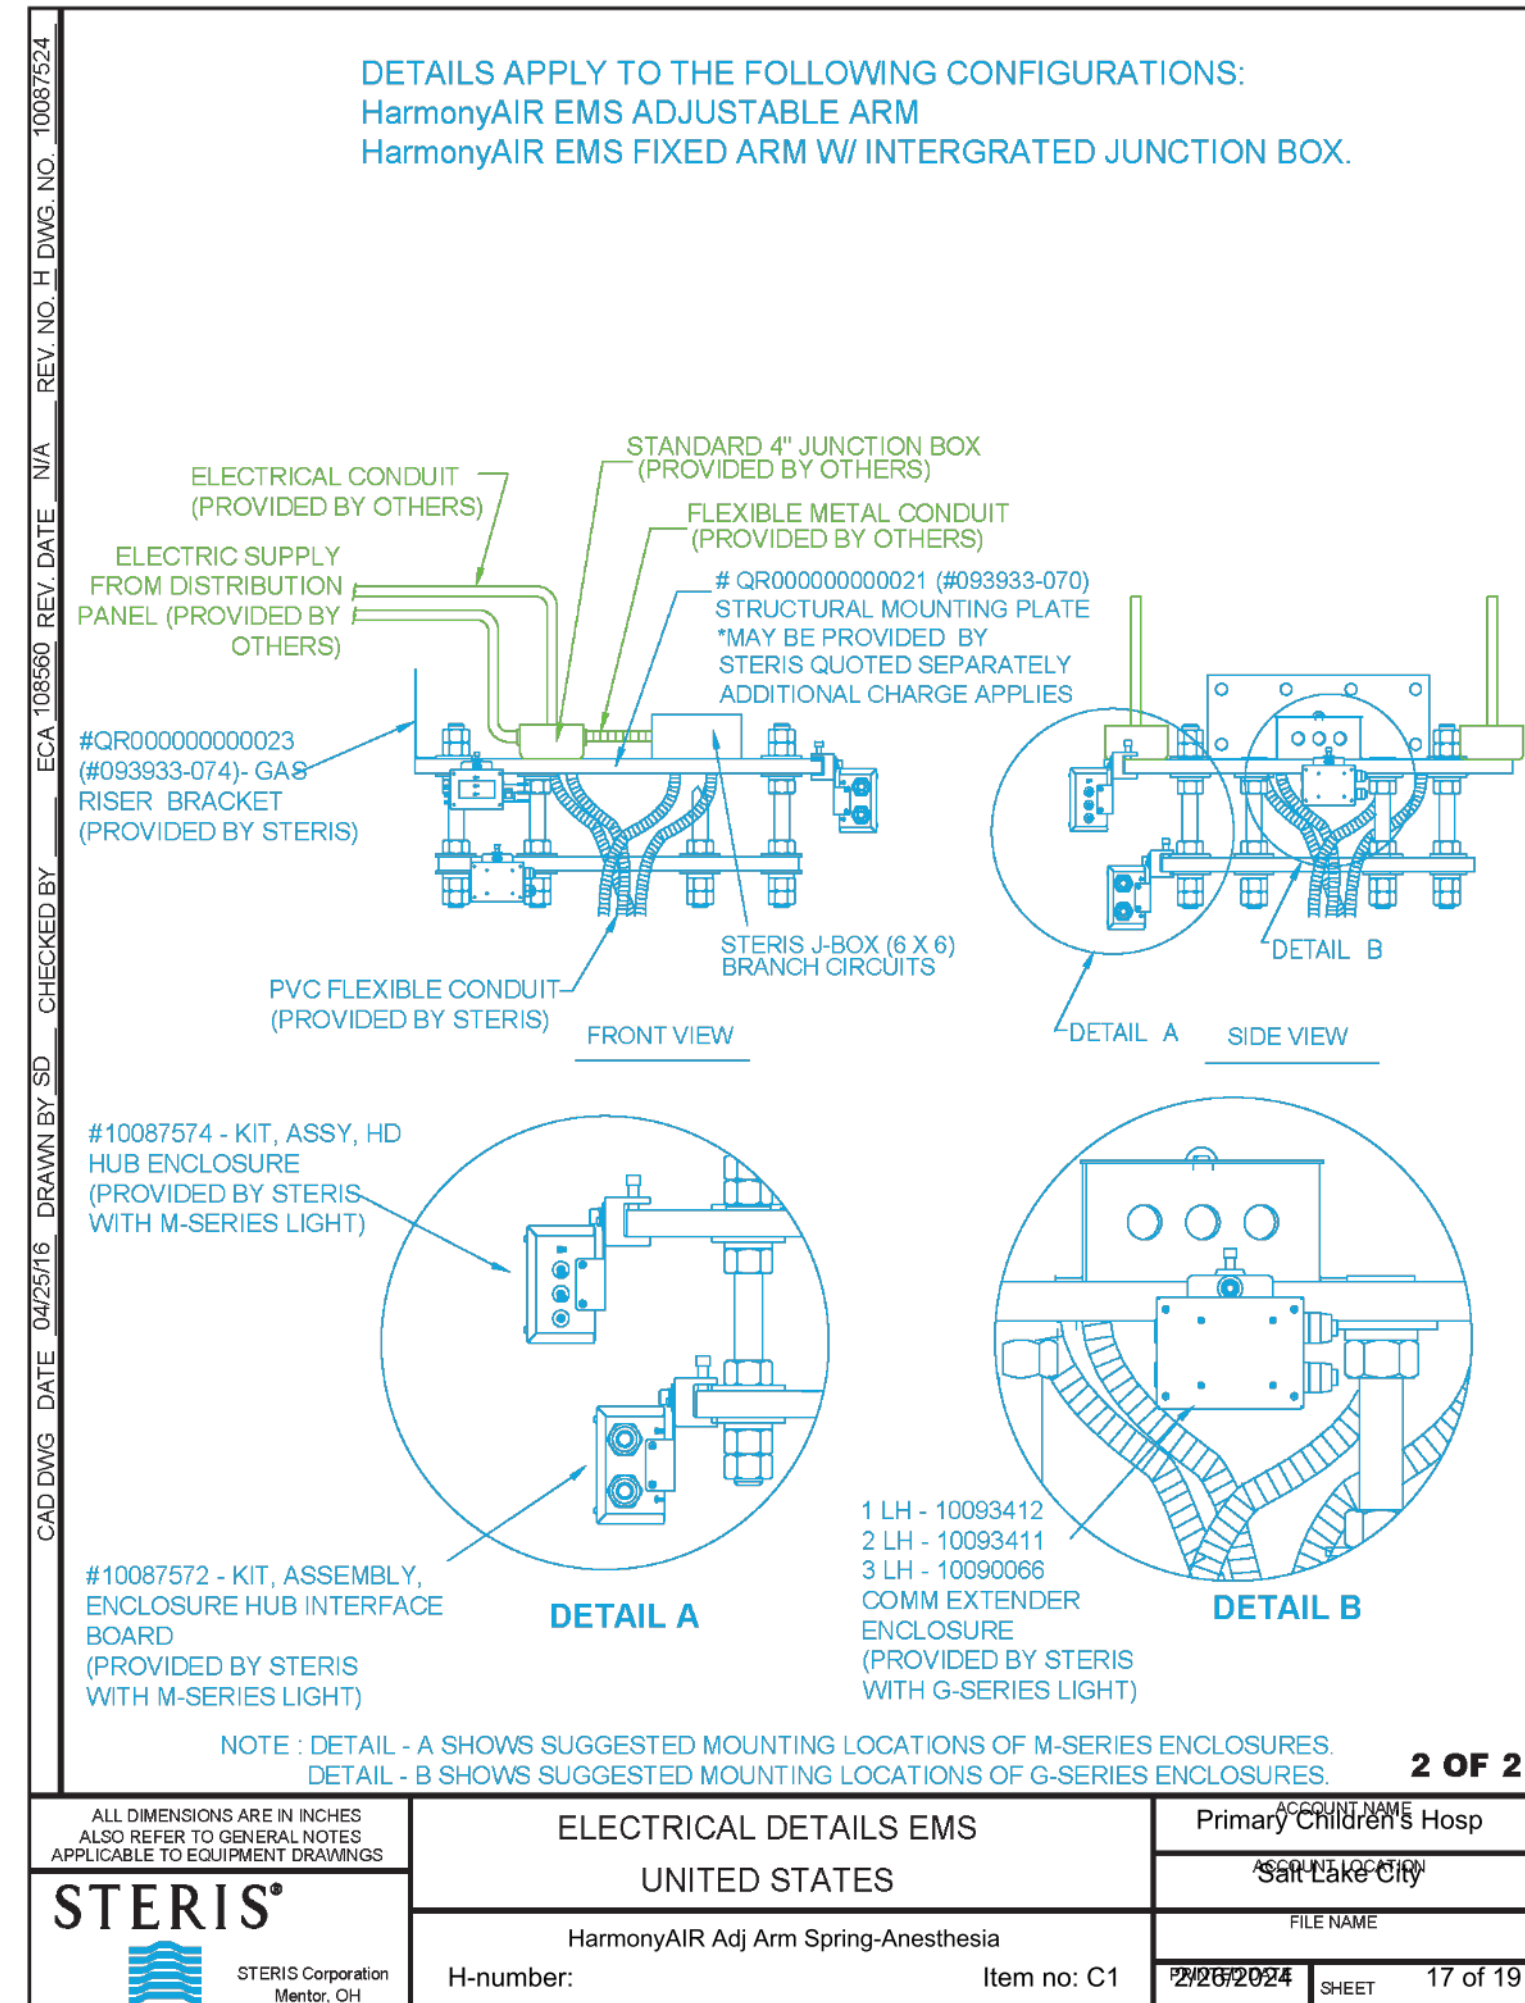 DETAILS APPLY TO THE FOLLOWING CONFIGURATIONS:
HarmonyAIR EMS ADJUSTABLE ARM
HarmonyAIR EMS FIXED ARM W/ INTERGRATED JUNCTION BOX.
CAD DWG DATE 04/25/16 DRAWN BY SD CHECKED BY ECA 108560 REV. DATE N/A REV. NO. H DWG. NO. 10087524
STANDARD 4" JUNCTION BOX
(PROVIDED BY OTHERS)
ELECTRICAL CONDUIT
(PROVIDED BY OTHERS)
FLEXIBLE METAL CONDUIT
(PROVIDED BY OTHERS)
ELECTRIC SUPPLY
FROM DISTRIBUTION
PANEL (PROVIDED BY
OTHERS)
# QR000000000021 (#093933-070)
STRUCTURAL MOUNTING PLATE
*MAY BE PROVIDED BY
STERIS QUOTED SEPARATELY
ADDITIONAL CHARGE APPLIES
#QR000000000023
(#093933-074)- GAS
RISER BRACKET
(PROVIDED BY STERIS)
STERIS J-BOX (6 X 6)
BRANCH CIRCUITS
PVC FLEXIBLE CONDUIT
(PROVIDED BY STERIS)
FRONT VIEW
DETAIL B
DETAIL A
SIDE VIEW
#10087574 - KIT, ASSY, HD
HUB ENCLOSURE
(PROVIDED BY STERIS
WITH M-SERIES LIGHT)
#10087572 - KIT, ASSEMBLY,
ENCLOSURE HUB INTERFACE
BOARD
(PROVIDED BY STERIS
WITH M-SERIES LIGHT)
DETAIL A
1 LH - 10093412
2 LH - 10093411
3 LH - 10090066
COMM EXTENDER
ENCLOSURE
(PROVIDED BY STERIS
WITH G-SERIES LIGHT)
DETAIL B
NOTE : DETAIL - A SHOWS SUGGESTED MOUNTING LOCATIONS OF M-SERIES ENCLOSURES.
DETAIL - B SHOWS SUGGESTED MOUNTING LOCATIONS OF G-SERIES ENCLOSURES.
2 OF 2
ALL DIMENSIONS ARE IN INCHES
ALSO REFER TO GENERAL NOTES
APPLICABLE TO EQUIPMENT DRAWINGS
STERIS®
STERIS Corporation
Mentor, OH
ELECTRICAL DETAILS EMS
UNITED STATES
HarmonyAIR Adj Arm Spring-Anesthesia
H-number:
Item no: C1
ACCOUNT NAME
Primary Children's Hosp
ACCOUNT LOCATION
Salt Lake City
FILE NAME
PRINTED DATE
2/26/2024
SHEET
17 of 19